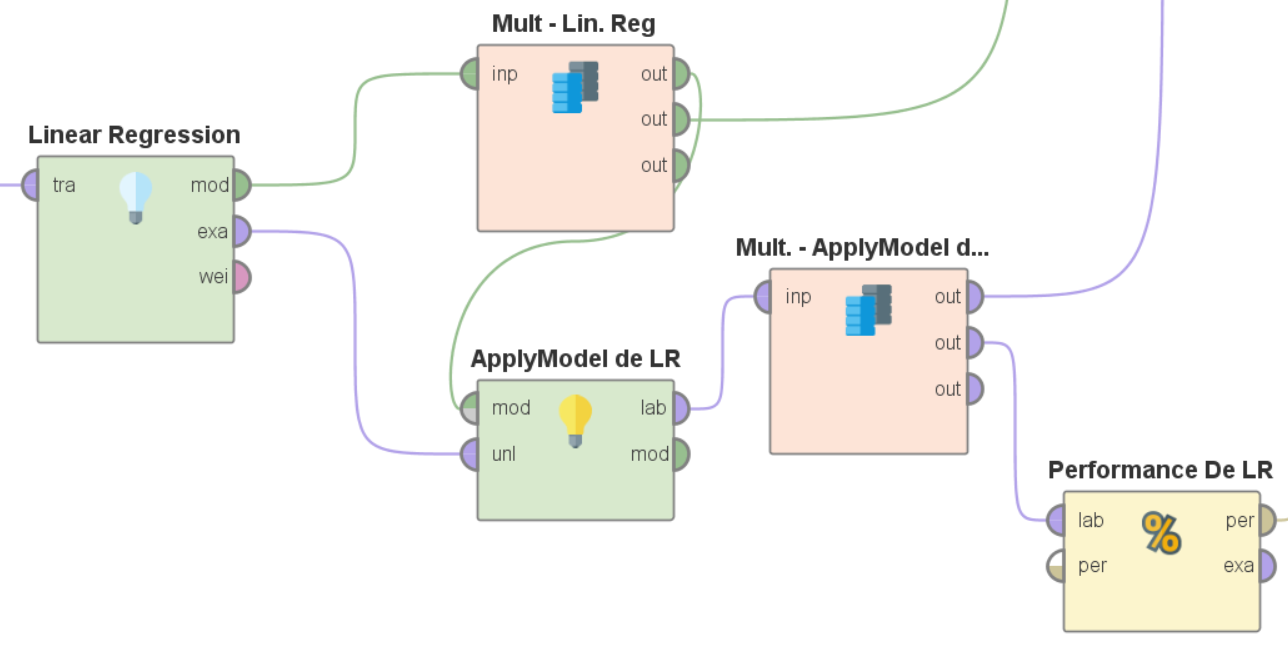 Mult - Lin. Reg
inp
out
out
out
Linear Regression
tra
mod
exa
wei
Mult. - ApplyModel d...
inp
out
out
out
ApplyModel de LR
mod
lab
unl
mod
Performance De LR
lab
per
per
exa